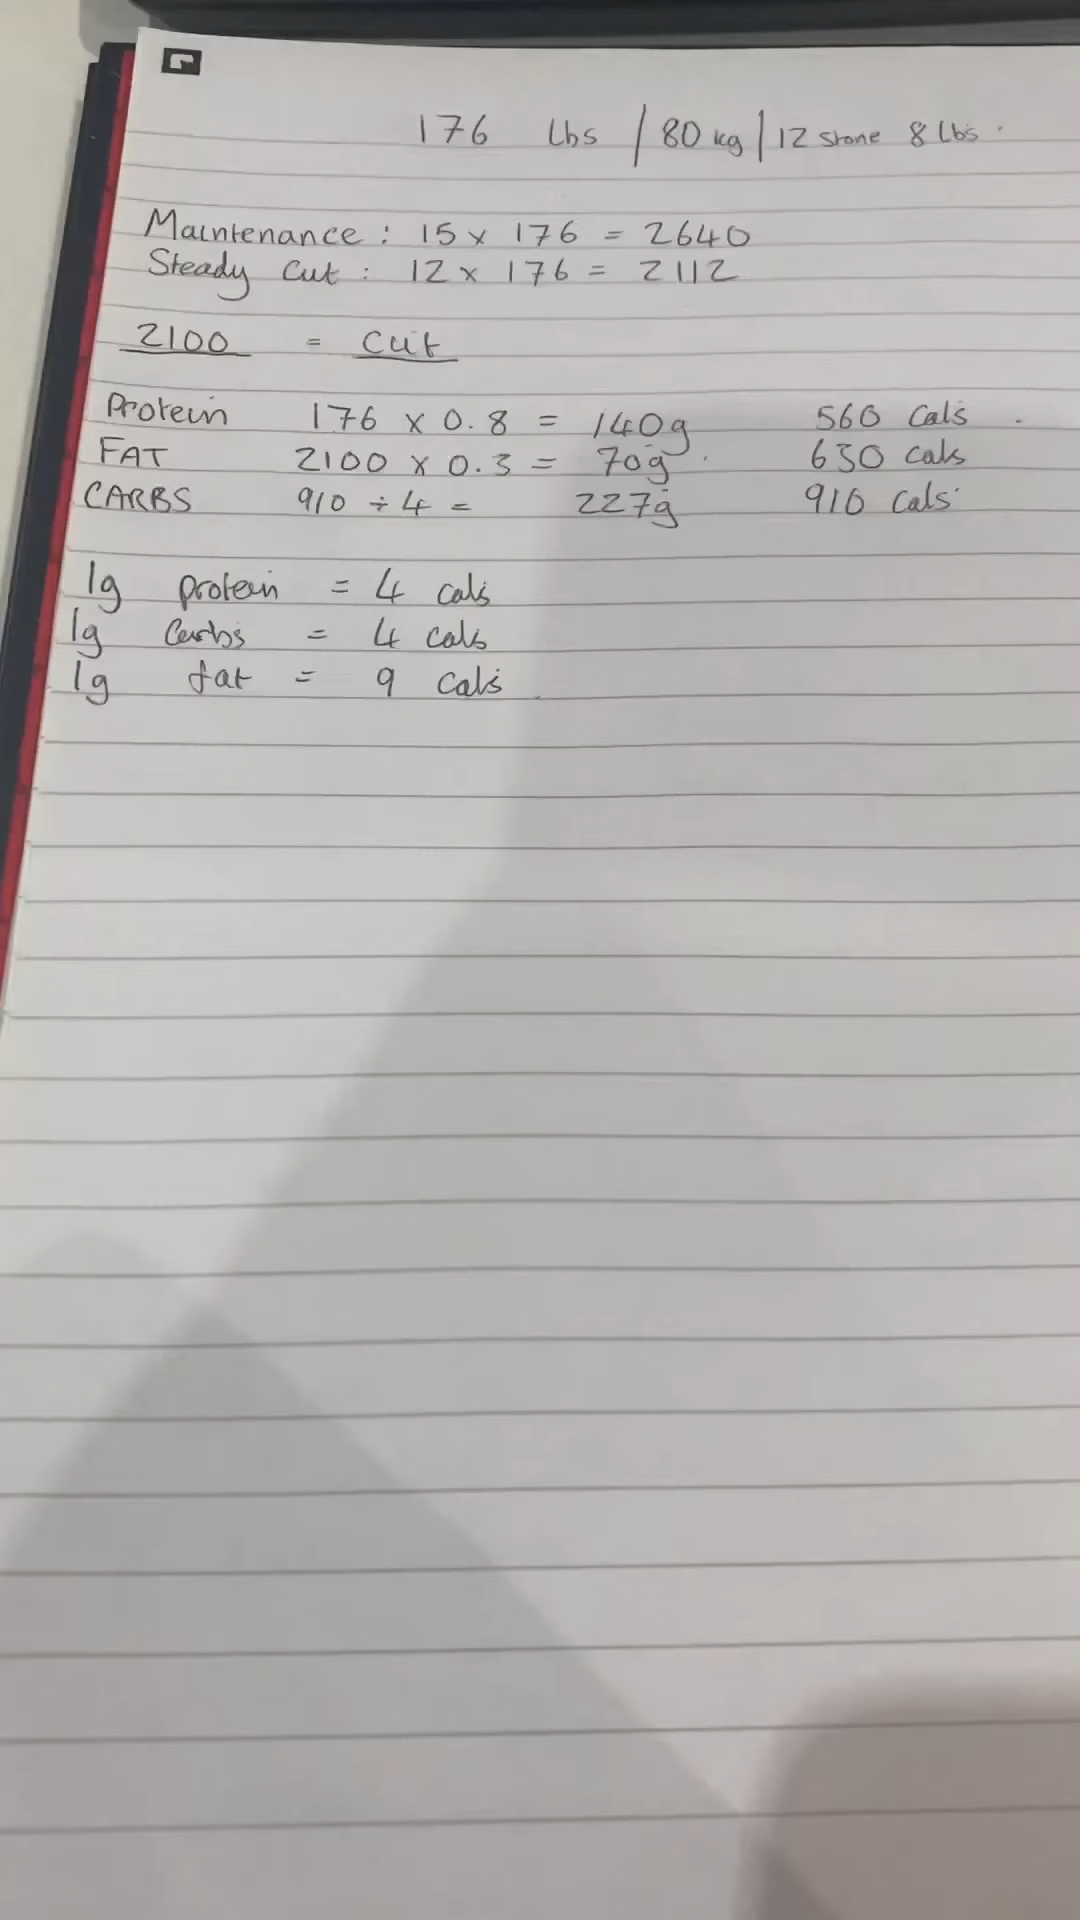 176 Lbs / 80 kg / 12 stone 8 Lbs
Maintenance : 15 x 176 = 2640
Steady Cut : 12 x 176 = 2112
2100 = Cut
Protein 176 x 0.8 = 140g 560 Cals
FAT 2100 x 0.3 = 70g 630 cals
CARBS 910 ÷ 4 = 227g 910 Cals
1g protein = 4 cals
1g Carbs = 4 cals
1g fat = 9 Cals